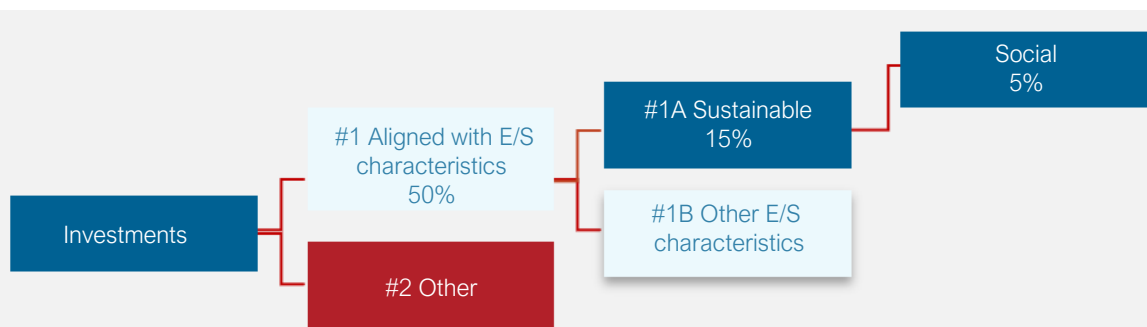 Social
5%
#1A Sustainable
15%
#1 Aligned with E/S
characteristics
50%
#1B Other E/S
characteristics
Investments
#2 Other